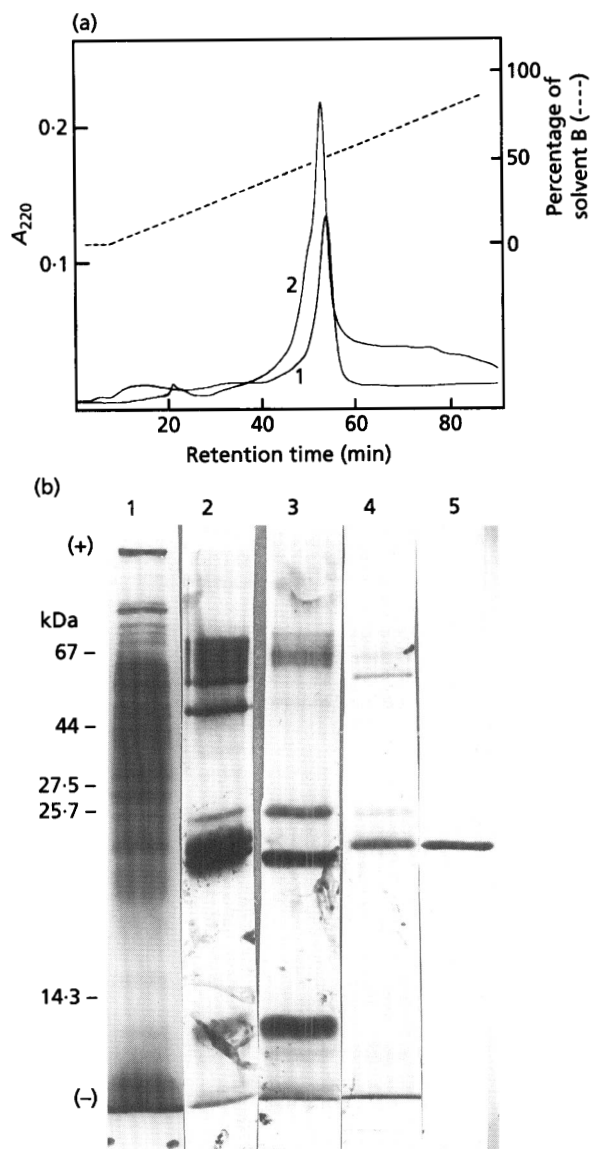 (a)
100
50
0
Percentage of
solvent B (----)
0·2
0·1
A220
2
1
20
40
60
80
Retention time (min)
(b)
1 2 3 4 5
(+)
kDa
67 –
44 –
27·5 –
25·7 –
14·3 –
(–)